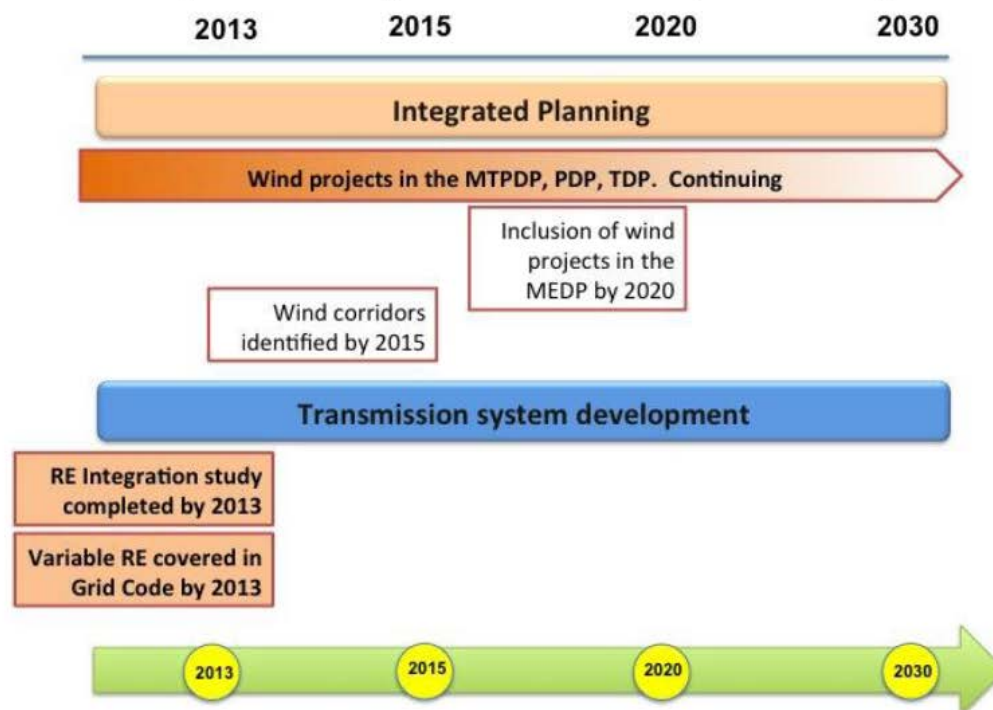 2013 2015 2020 2030
Integrated Planning
Wind projects in the MTPDP, PDP, TDP. Continuing
Inclusion of wind
projects in the
MEDP by 2020
Wind corridors
identified by 2015
Transmission system development
RE Integration study
completed by 2013
Variable RE covered in
Grid Code by 2013
2013 2015 2020 2030